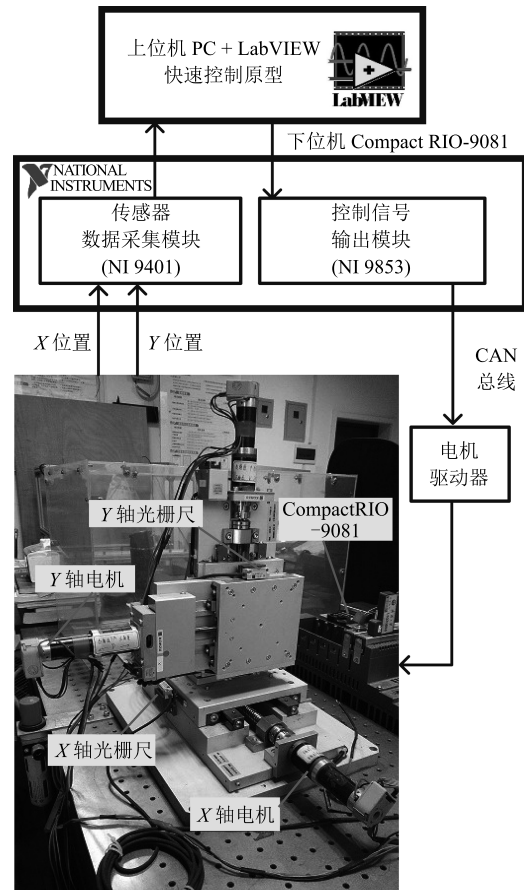 上位机 PC + LabVIEW
快速控制原型
LabVIEW
下位机 Compact RIO-9081
NATIONAL
INSTRUMENTS
传感器
数据采集模块
(NI 9401)
控制信号
输出模块
(NI 9853)
X 位置
Y 位置
CAN
总线
电机
驱动器
Y 轴光栅尺
CompactRIO
-9081
Y 轴电机
X 轴光栅尺
X 轴电机